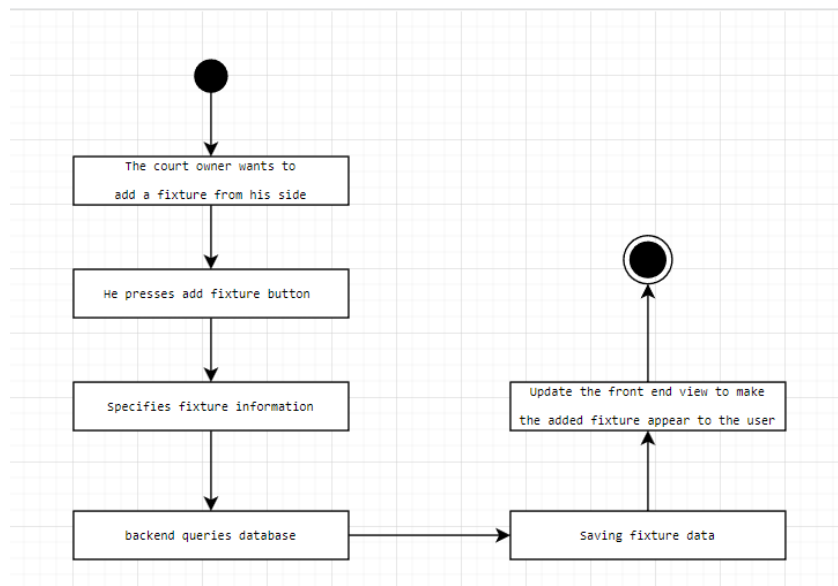 The court owner wants to
add a fixture from his side
He presses add fixture button
Specifies fixture information
backend queries database
Saving fixture data
Update the front end view to make
the added fixture appear to the user